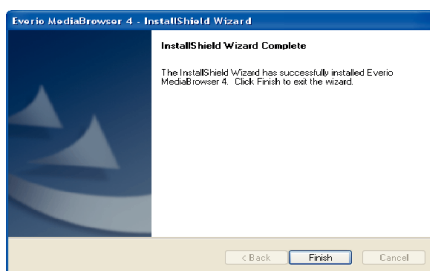 Everio MediaBrowser 4 - InstallShield Wizard
InstallShield Wizard Complete
The InstallShield Wizard has successfully installed Everio
MediaBrowser 4. Click Finish to exit the wizard.
< Back
Finish
Cancel